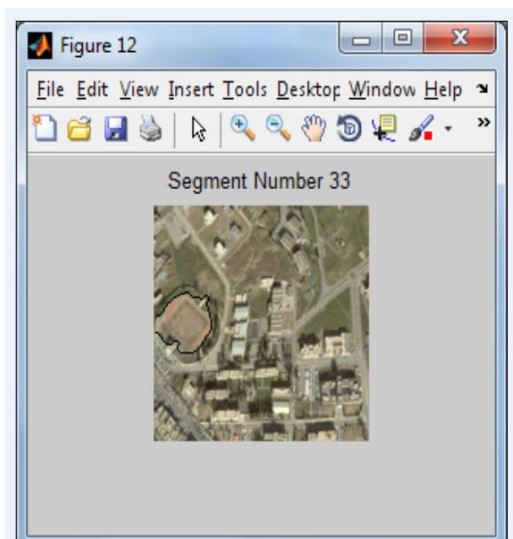 Figure 12
File Edit View Insert Tools Desktop Window Help
Segment Number 33